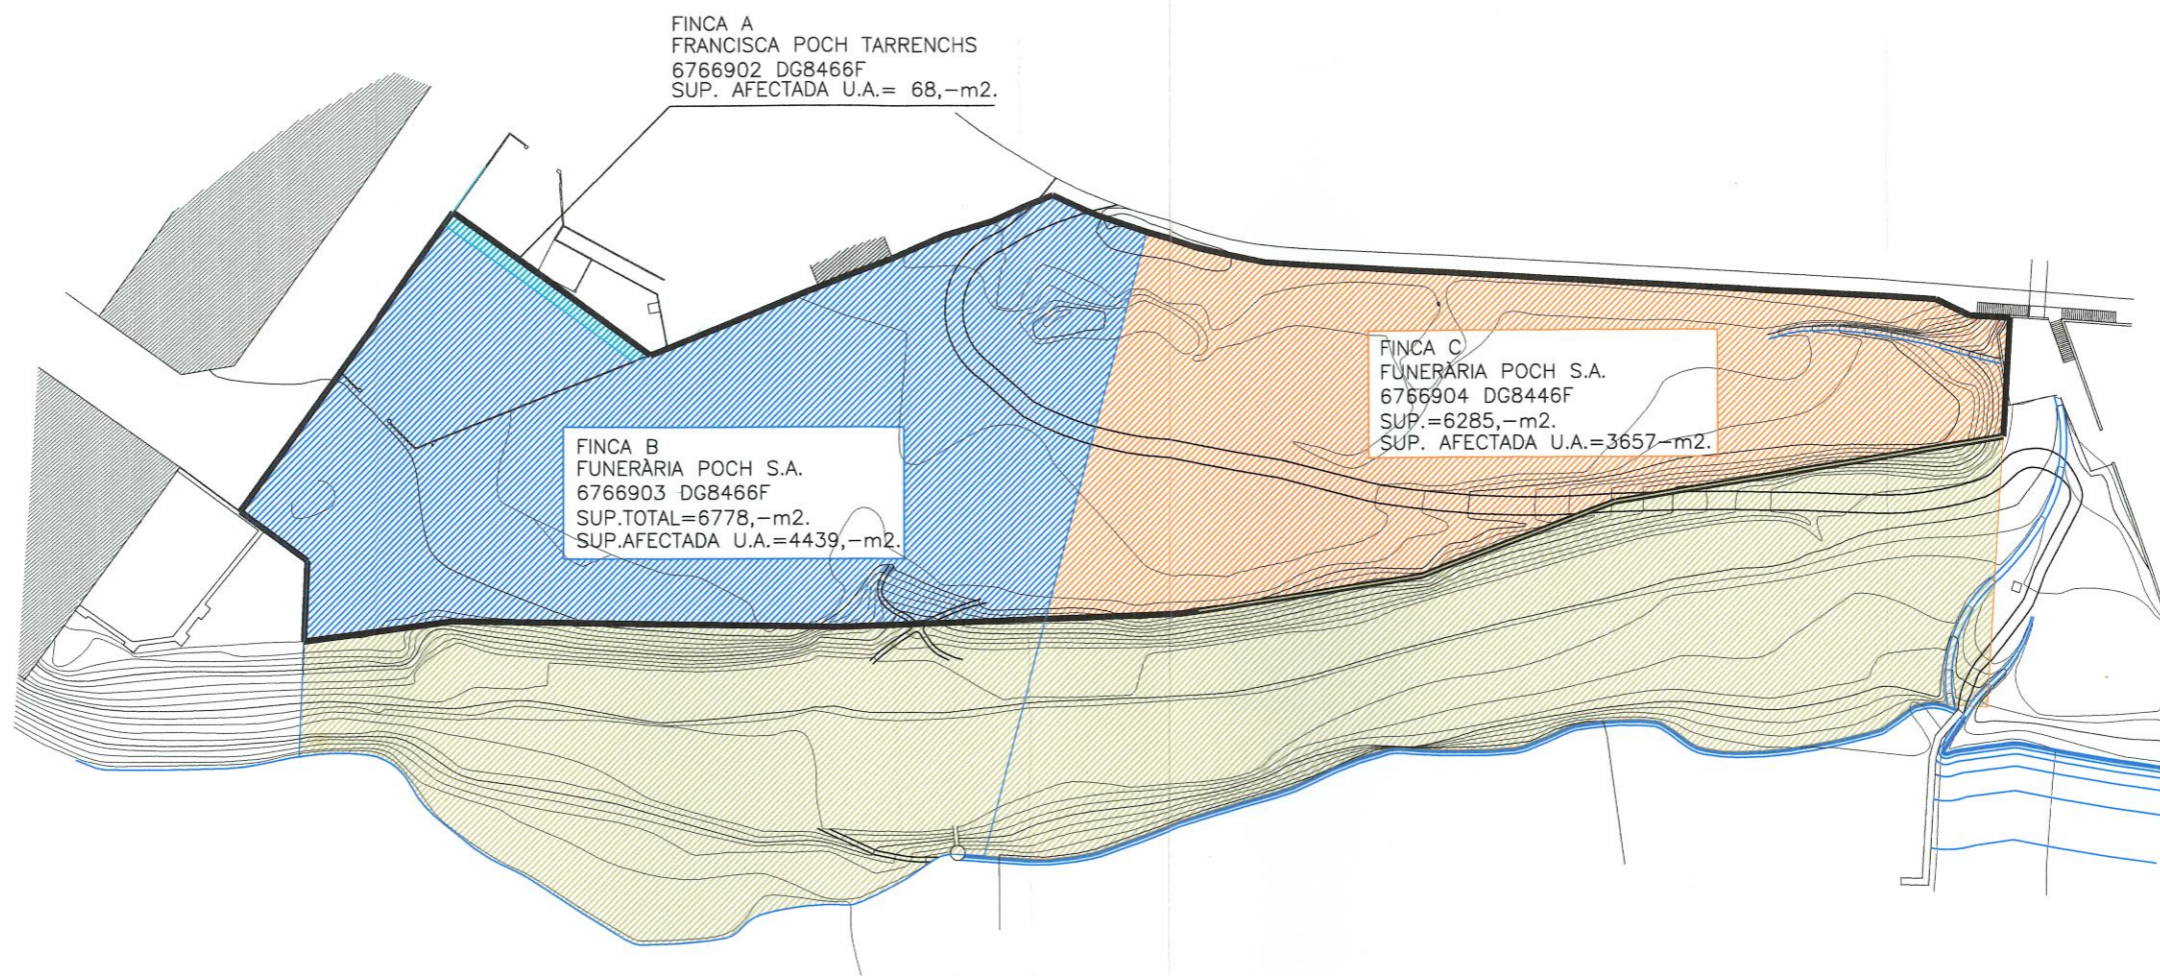 FINCA A
FRANCISCA POCH TARRENCHS
6766902 DG8466F
SUP. AFECTADA U.A.= 68,-m2.
FINCA C
FUNERÀRIA POCH S.A.
6766904 DG8446F
SUP.=6285,-m2.
SUP. AFECTADA U.A.=3657-m2.
FINCA B
FUNERÀRIA POCH S.A.
6766903 DG8466F
SUP.TOTAL=6778,-m2.
SUP.AFECTADA U.A.=4439,-m2.